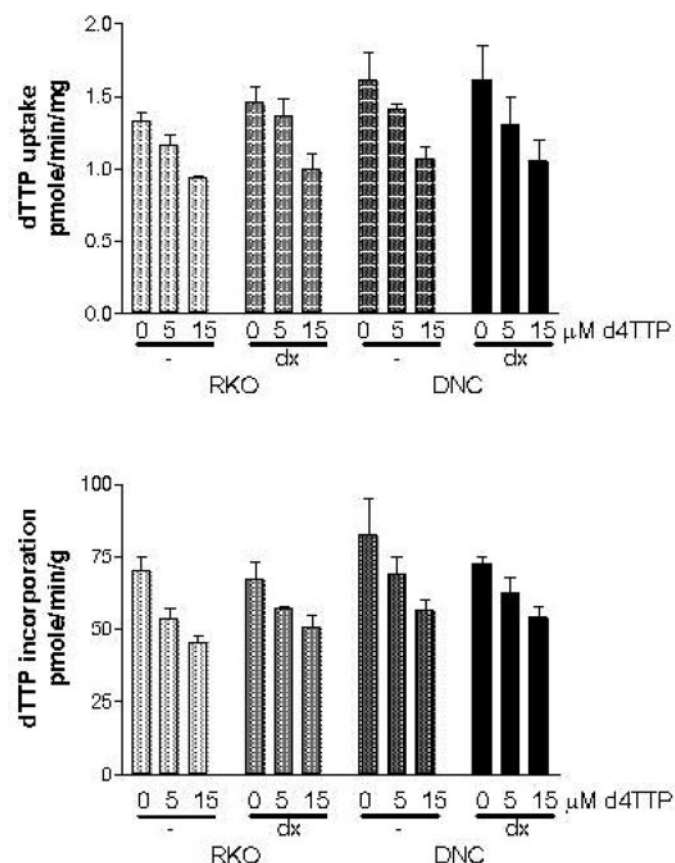 dTTP uptake
pmole/min/mg
2.0
1.5
1.0
0.5
0.0
0 5 15 0 5 15 0 5 15 0 5 15 μM d4TTP
- dx - dx
RKO DNC
dTTP incorporation
pmole/min/g
100
75
50
25
0
0 5 15 0 5 15 0 5 15 0 5 15 μM d4TTP
- dx - dx
RKO DNC